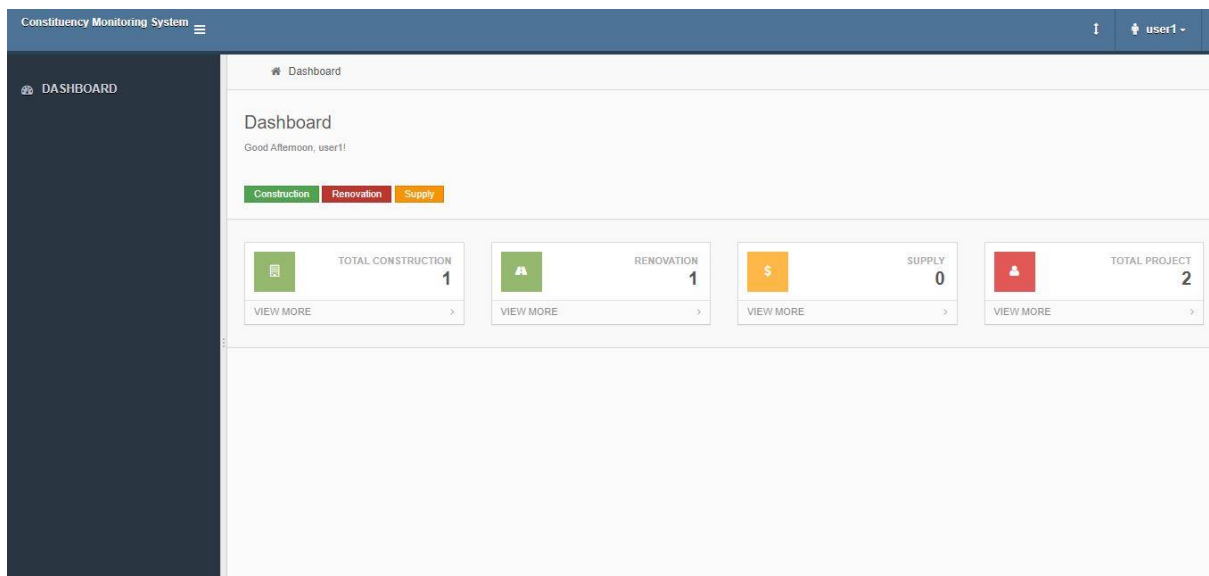 Constituency Monitoring System
user1
DASHBOARD
Dashboard
Dashboard
Good Afternoon, user1!
Construction Renovation Supply
TOTAL CONSTRUCTION
1
VIEW MORE
RENOVATION
1
VIEW MORE
$
SUPPLY
0
VIEW MORE
TOTAL PROJECT
2
VIEW MORE